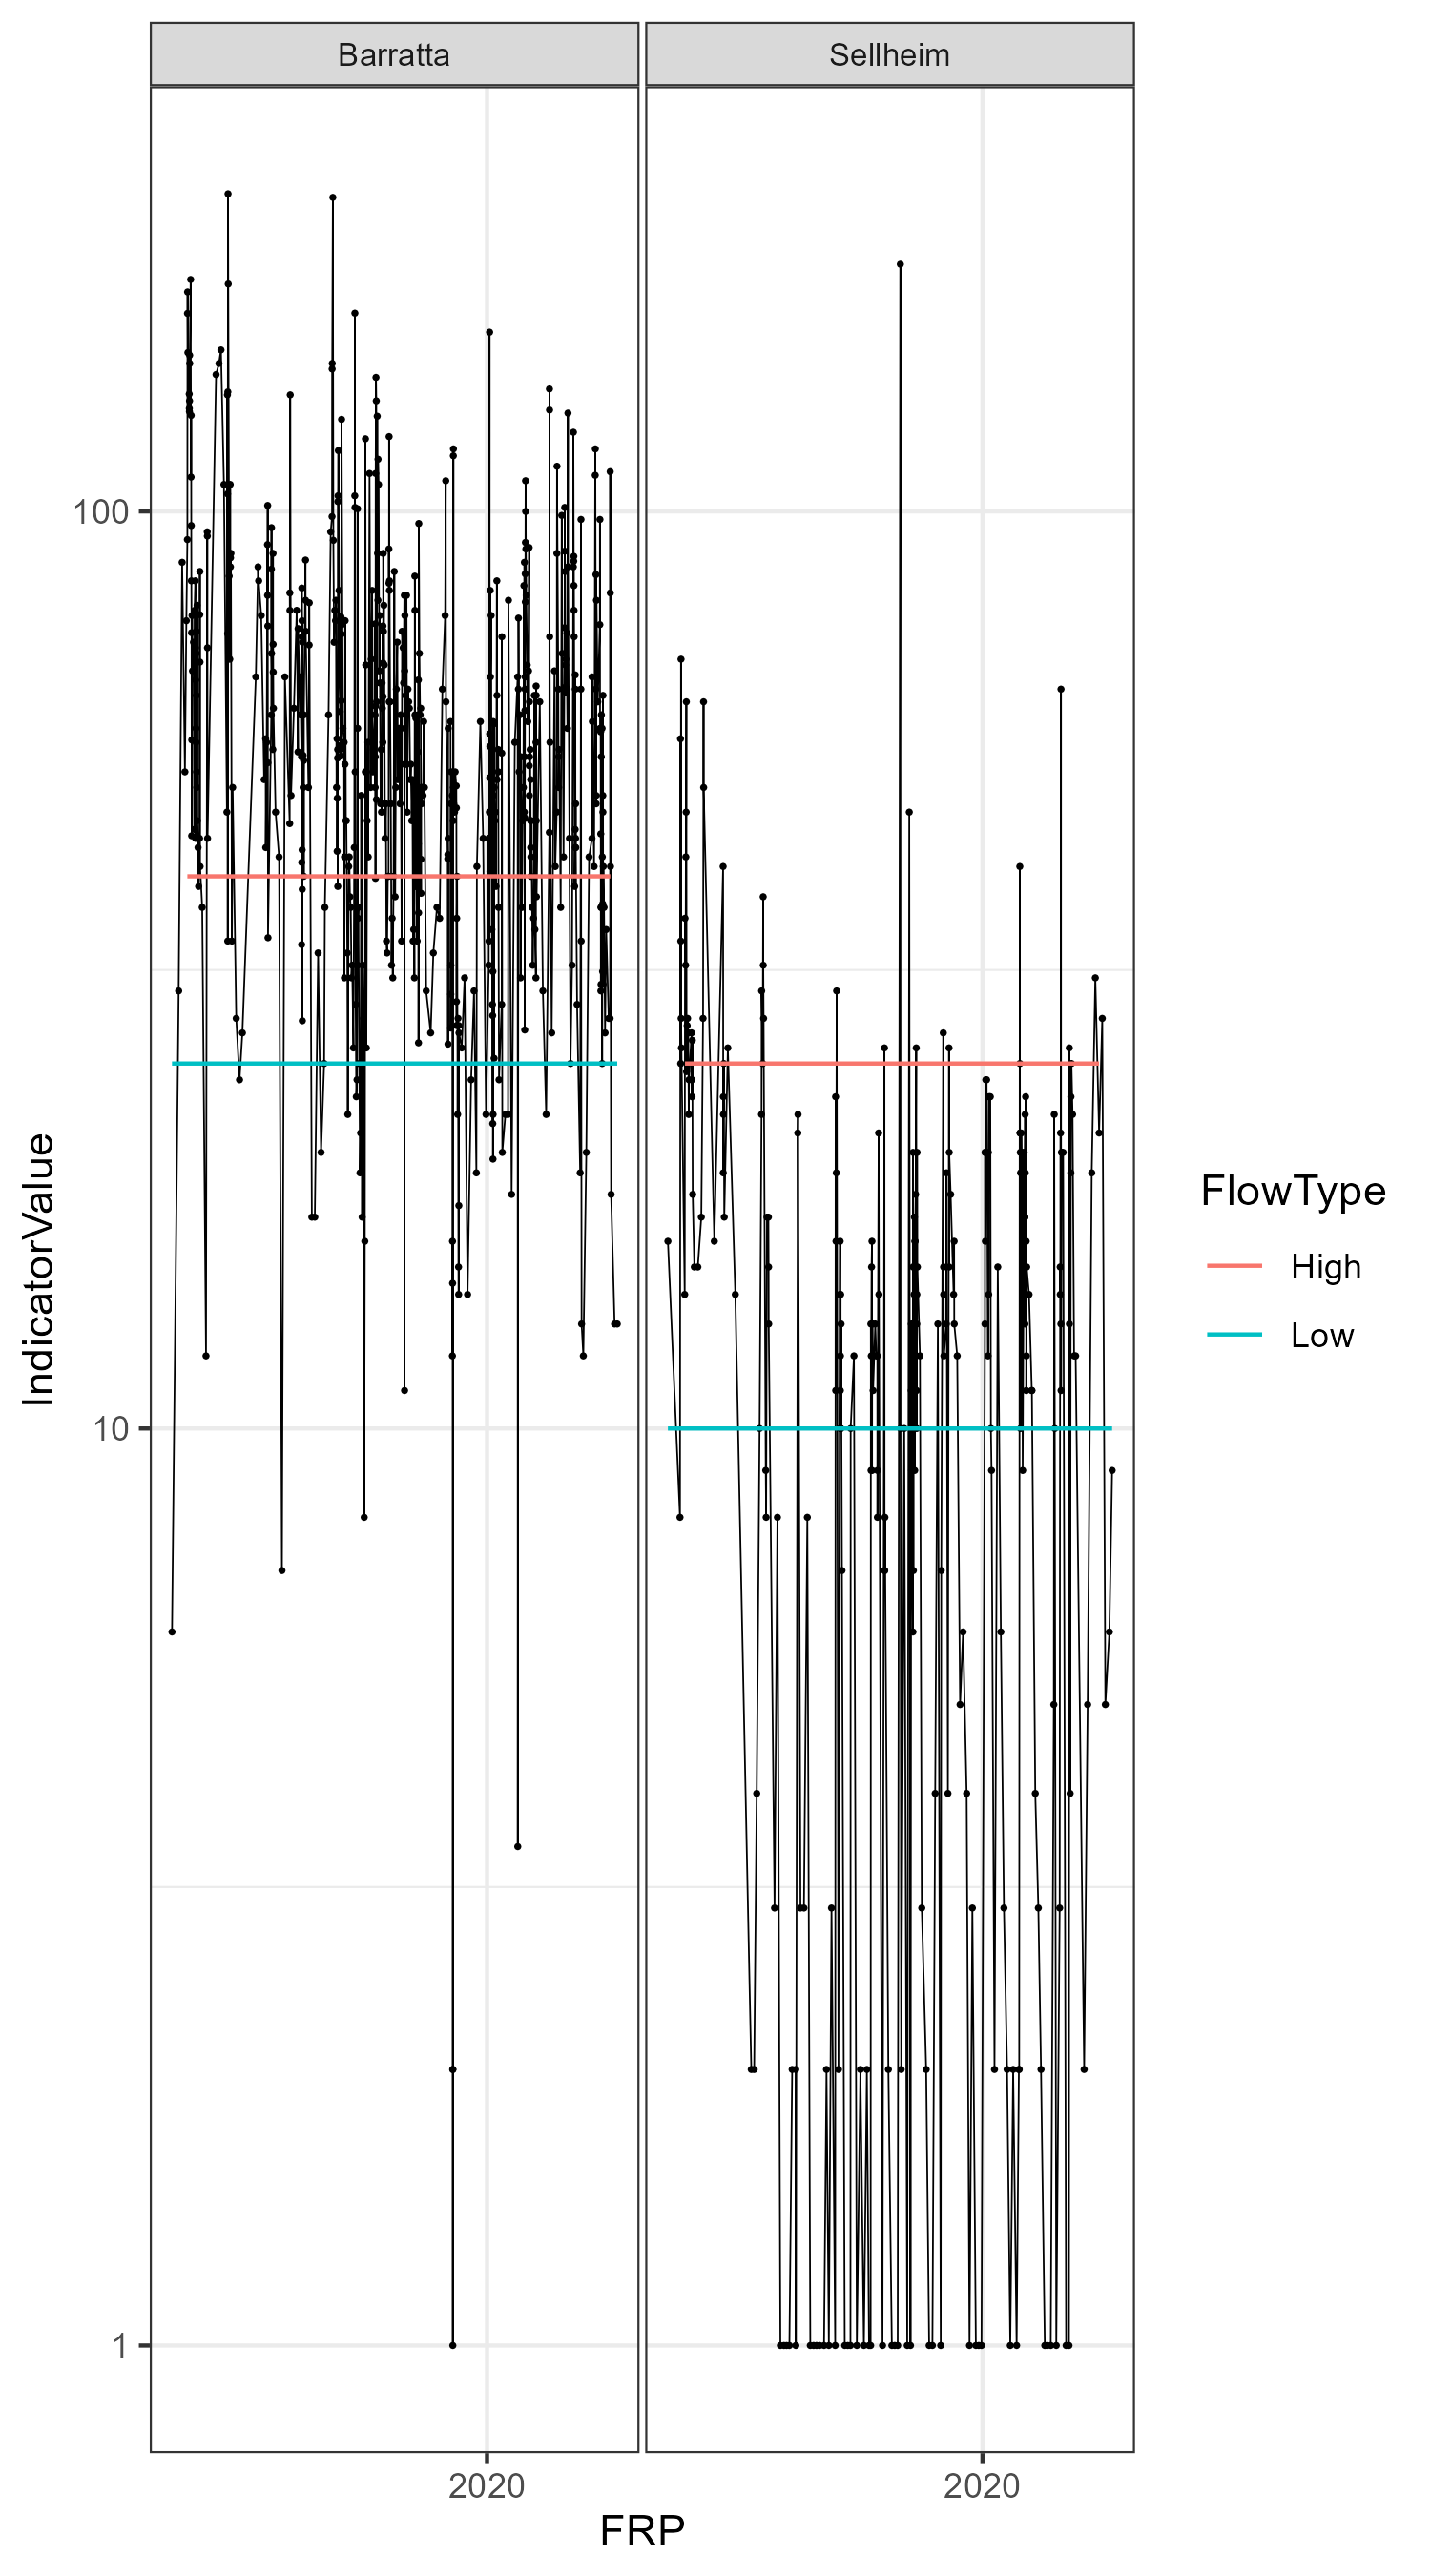 Barratta
Sellheim
100
10
1
IndicatorValue
2020
2020
FRP
FlowType
High
Low